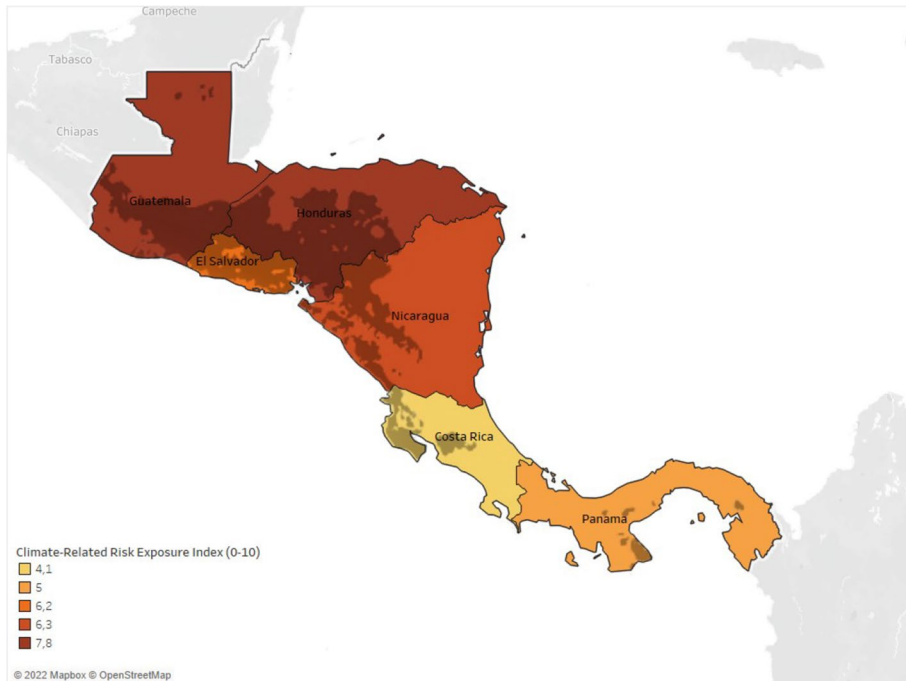 Campeche
Tabasco
Chiapas
Guatemala
Honduras
El Salvador
Nicaragua
Costa Rica
Panama
Climate-Related Risk Exposure Index (0-10)
4,1
5
6,2
6,3
7,8
© 2022 Mapbox © OpenStreetMap